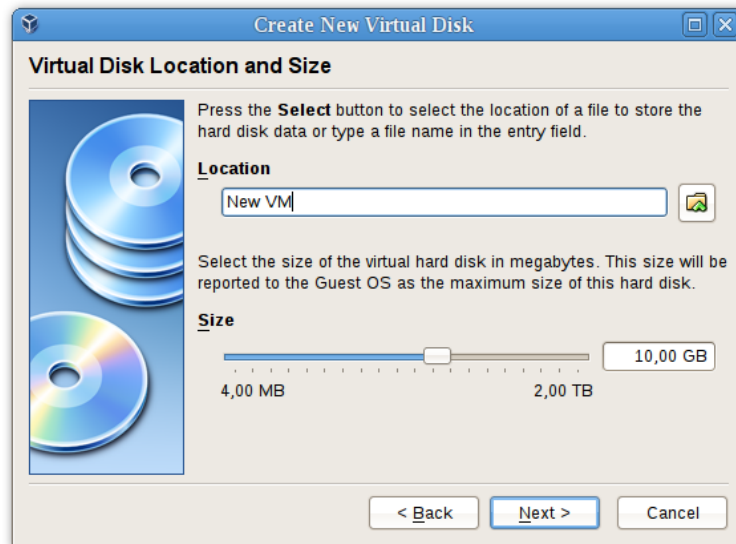 Create New Virtual Disk
Virtual Disk Location and Size
Press the Select button to select the location of a file to store the
hard disk data or type a file name in the entry field.
Location
New VM
Select the size of the virtual hard disk in megabytes. This size will be
reported to the Guest OS as the maximum size of this hard disk.
Size
10,00 GB
4,00 MB 2,00 TB
< Back Next > Cancel